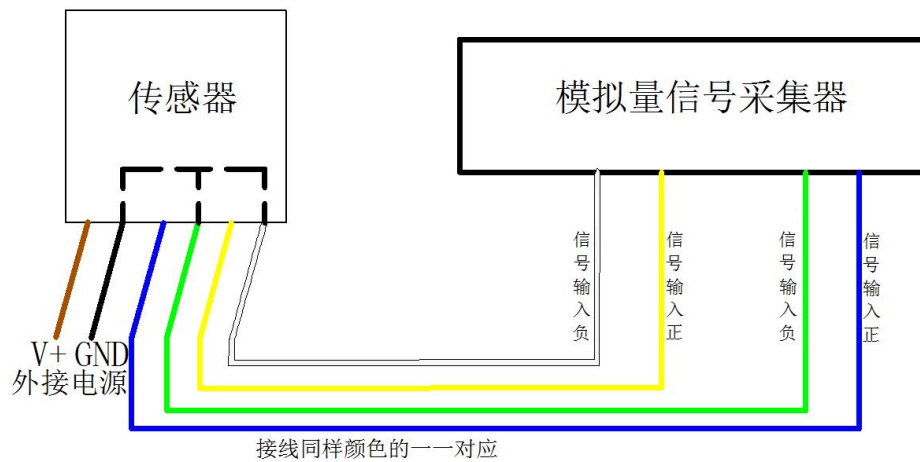 传感器
模拟量信号采集器
信号输入负
信号输入正
信号输入负
信号输入正
V+ GND
外接电源
接线同样颜色的一一对应